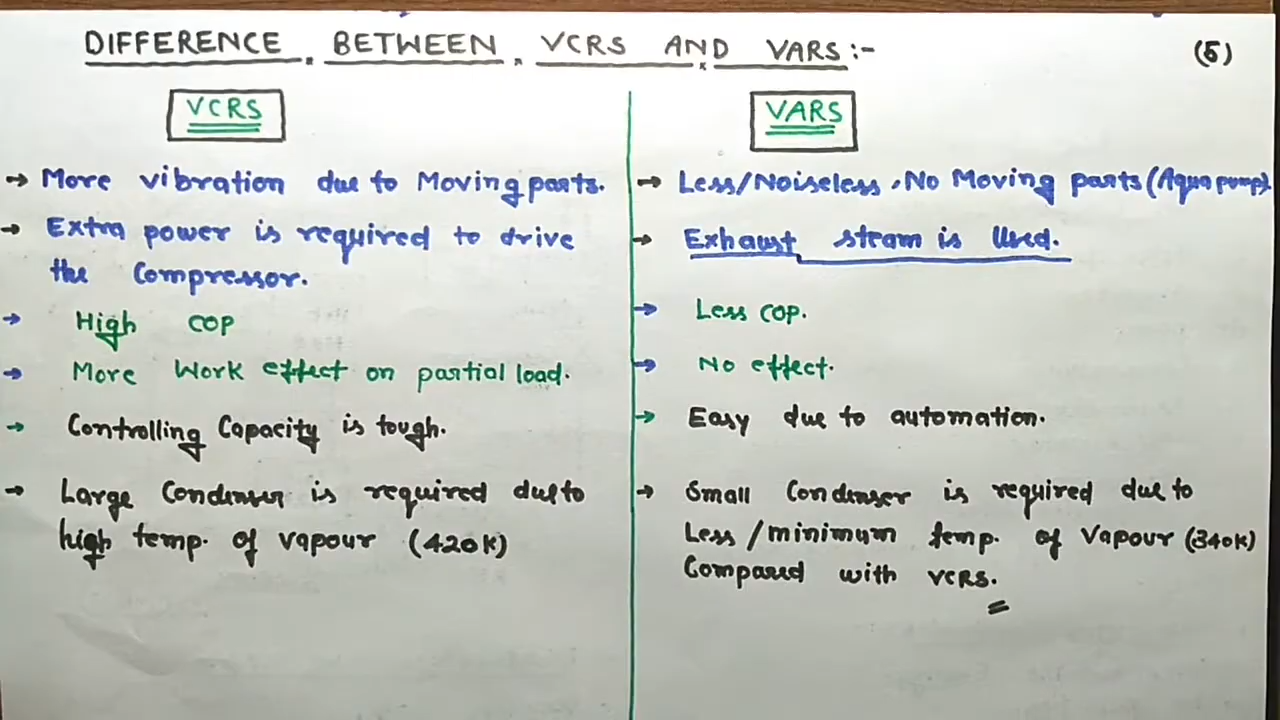 DIFFERENCE BETWEEN VCRS AND VARS:-
(5)
VCRS
→ More vibration due to Moving parts.
→ Extra power is required to drive
the Compressor.
→ High COP
→ More Work effect on partial load.
→ Controlling Capacity is tough.
→ Large Condenser is required due to
high temp. of vapour (420K)
VARS
→ Less/Noiseless, No Moving parts (Aqua pump).
→ Exhaust steam is Used.
→ Less COP.
→ No effect.
→ Easy due to automation.
→ Small Condenser is required due to
Less/minimum temp. of Vapour (340K)
Compared with VCRS.